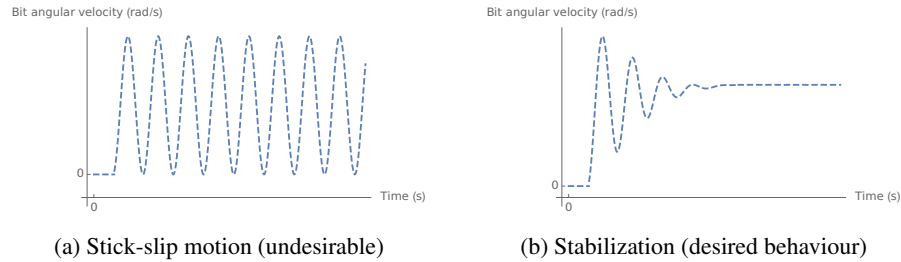 Bit angular velocity (rad/s)
0
Time (s)
0
(a) Stick-slip motion (undesirable)
Bit angular velocity (rad/s)
0
Time (s)
0
(b) Stabilization (desired behaviour)